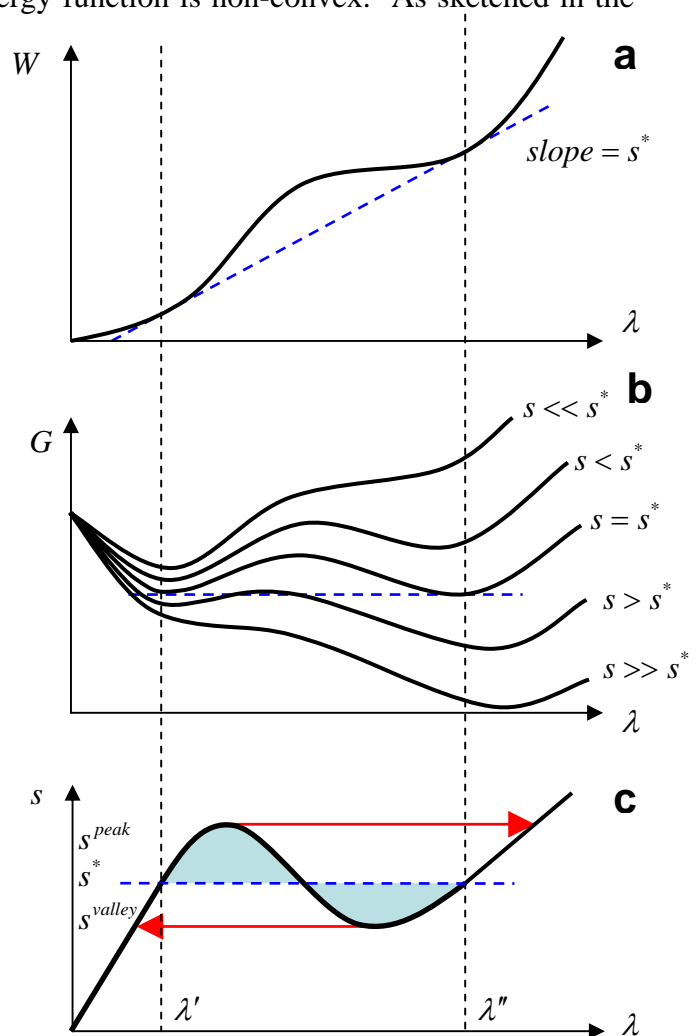 ergy function is non-convex. As sketched in the
W
a
slope = s*
λ
b
G
s << s*
s < s*
s = s*
s > s*
s >> s*
λ
s
c
s^peak
s*
s^valley
λ′
λ″
λ